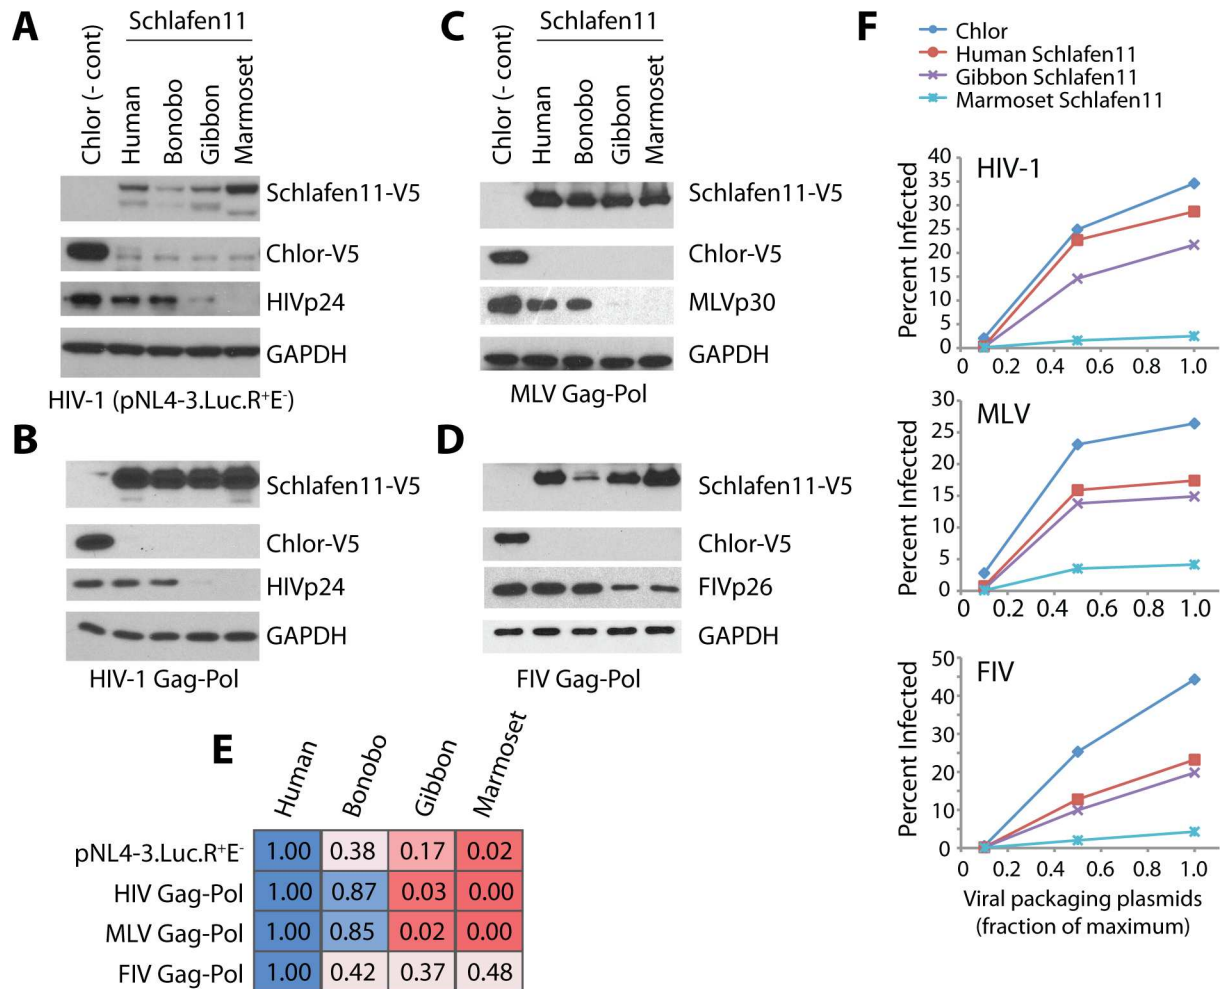 A
Schlafen11
Chlor (- cont)
Human
Bonobo
Gibbon
Marmoset
Schlafen11-V5
Chlor-V5
HIVp24
GAPDH
HIV-1 (pNL4-3.Luc.R⁺E⁻)
B
Schlafen11-V5
Chlor-V5
HIVp24
GAPDH
HIV-1 Gag-Pol
C
Schlafen11
Chlor (- cont)
Human
Bonobo
Gibbon
Marmoset
Schlafen11-V5
Chlor-V5
MLVp30
GAPDH
MLV Gag-Pol
D
Schlafen11-V5
Chlor-V5
FIVp26
GAPDH
FIV Gag-Pol
E
Human Bonobo Gibbon Marmoset
pNL4-3.Luc.R⁺E⁻ 1.00 0.38 0.17 0.02
HIV Gag-Pol 1.00 0.87 0.03 0.00
MLV Gag-Pol 1.00 0.85 0.02 0.00
FIV Gag-Pol 1.00 0.42 0.37 0.48
F
Chlor
Human Schlafen11
Gibbon Schlafen11
Marmoset Schlafen11
HIV-1
Percent Infected
40
35
30
25
20
15
10
5
0
0 0.2 0.4 0.6 0.8 1.0
MLV
Percent Infected
30
25
20
15
10
5
0
0 0.2 0.4 0.6 0.8 1.0
FIV
Percent Infected
50
40
30
20
10
0
0 0.2 0.4 0.6 0.8 1.0
Viral packaging plasmids
(fraction of maximum)